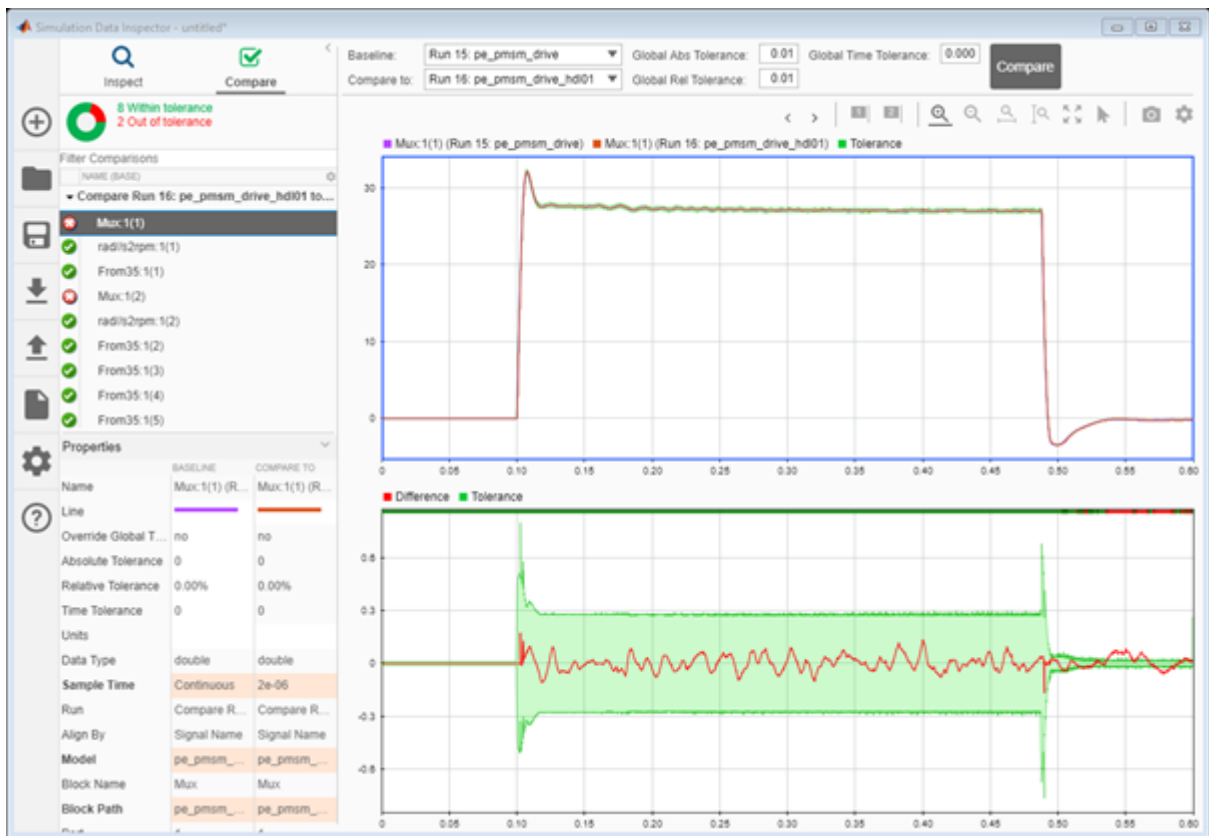 Simulation Data Inspector - untitled*
Inspect
Compare
Baseline:
Run 15: pe_pmsm_drive
Global Abs Tolerance:
0.01
Global Time Tolerance:
0.000
Compare
Compare to:
Run 16: pe_pmsm_drive_hdl01
Global Rel Tolerance:
0.01
8 Within tolerance
2 Out of tolerance
Filter Comparisons
NAME (BASE)
Compare Run 16: pe_pmsm_drive_hdl01 to....
Mux:1(1)
rad//s2rpm:1(1)
From35:1(1)
Mux:1(2)
rad//s2rpm:1(2)
From35:1(2)
From35:1(3)
From35:1(4)
From35:1(5)
Properties
BASELINE COMPARE TO
Name Mux:1(1) (R... Mux:1(1) (R...
Line
Override Global T... no no
Absolute Tolerance 0 0
Relative Tolerance 0.00% 0.00%
Time Tolerance 0 0
Units
Data Type double double
Sample Time Continuous 2e-06
Run Compare R... Compare R...
Align By Signal Name Signal Name
Model pe_pmsm_... pe_pmsm_...
Block Name Mux Mux
Block Path pe_pmsm_... pe_pmsm_...
Mux:1(1) (Run 15: pe_pmsm_drive) Mux:1(1) (Run 16: pe_pmsm_drive_hdl01) Tolerance
30
20
10
0
0 0.05 0.10 0.15 0.20 0.25 0.30 0.35 0.40 0.45 0.50 0.55 0.60
Difference Tolerance
0.6
0.3
0
-0.3
-0.6
0 0.05 0.10 0.15 0.20 0.25 0.30 0.35 0.40 0.45 0.50 0.55 0.60